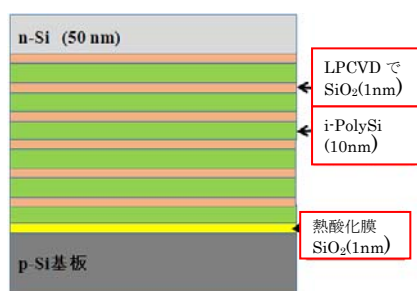 n-Si (50 nm)
LPCVD で
SiO₂(1nm)
i-PolySi
(10nm)
熱酸化膜
SiO₂(1nm)
p-Si基板